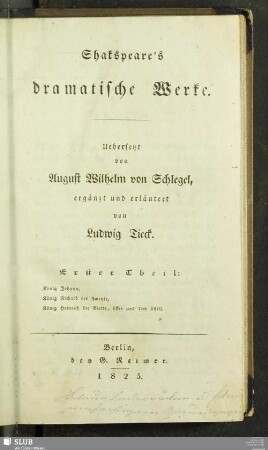 Shakspeare's
dramatische Werke.
Uebersetzt
von
August Wilhelm von Schlegel,
ergänzt und erläutert
von
Ludwig Tieck.
Erster Theil:
König Johann.
König Richard der Zweyte.
König Heinrich der Vierte, erster und 2ter Theil.
Berlin,
bey G. Reimer.
1825.
SLUB